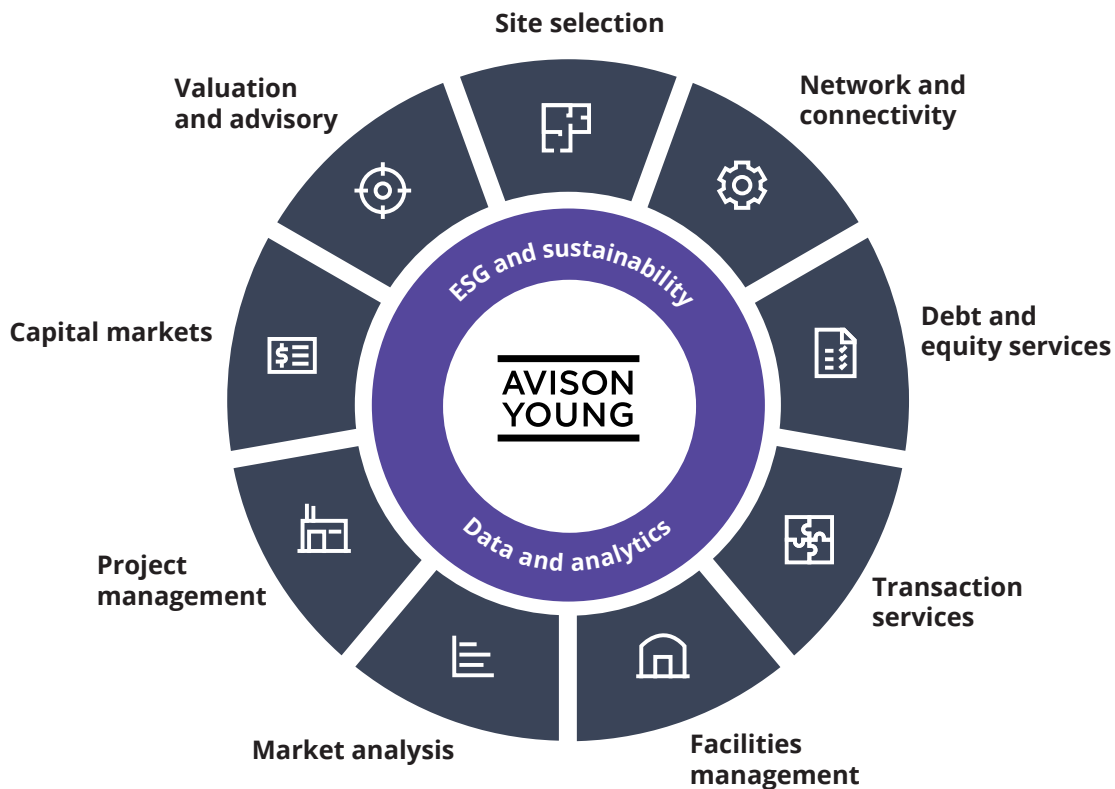 Site selection
Valuation
and advisory
Network and
connectivity
ESG and sustainability
Capital markets
Debt and
equity services
AVISON
YOUNG
$
Data and analytics
Project
management
Transaction
services
Market analysis
Facilities
management